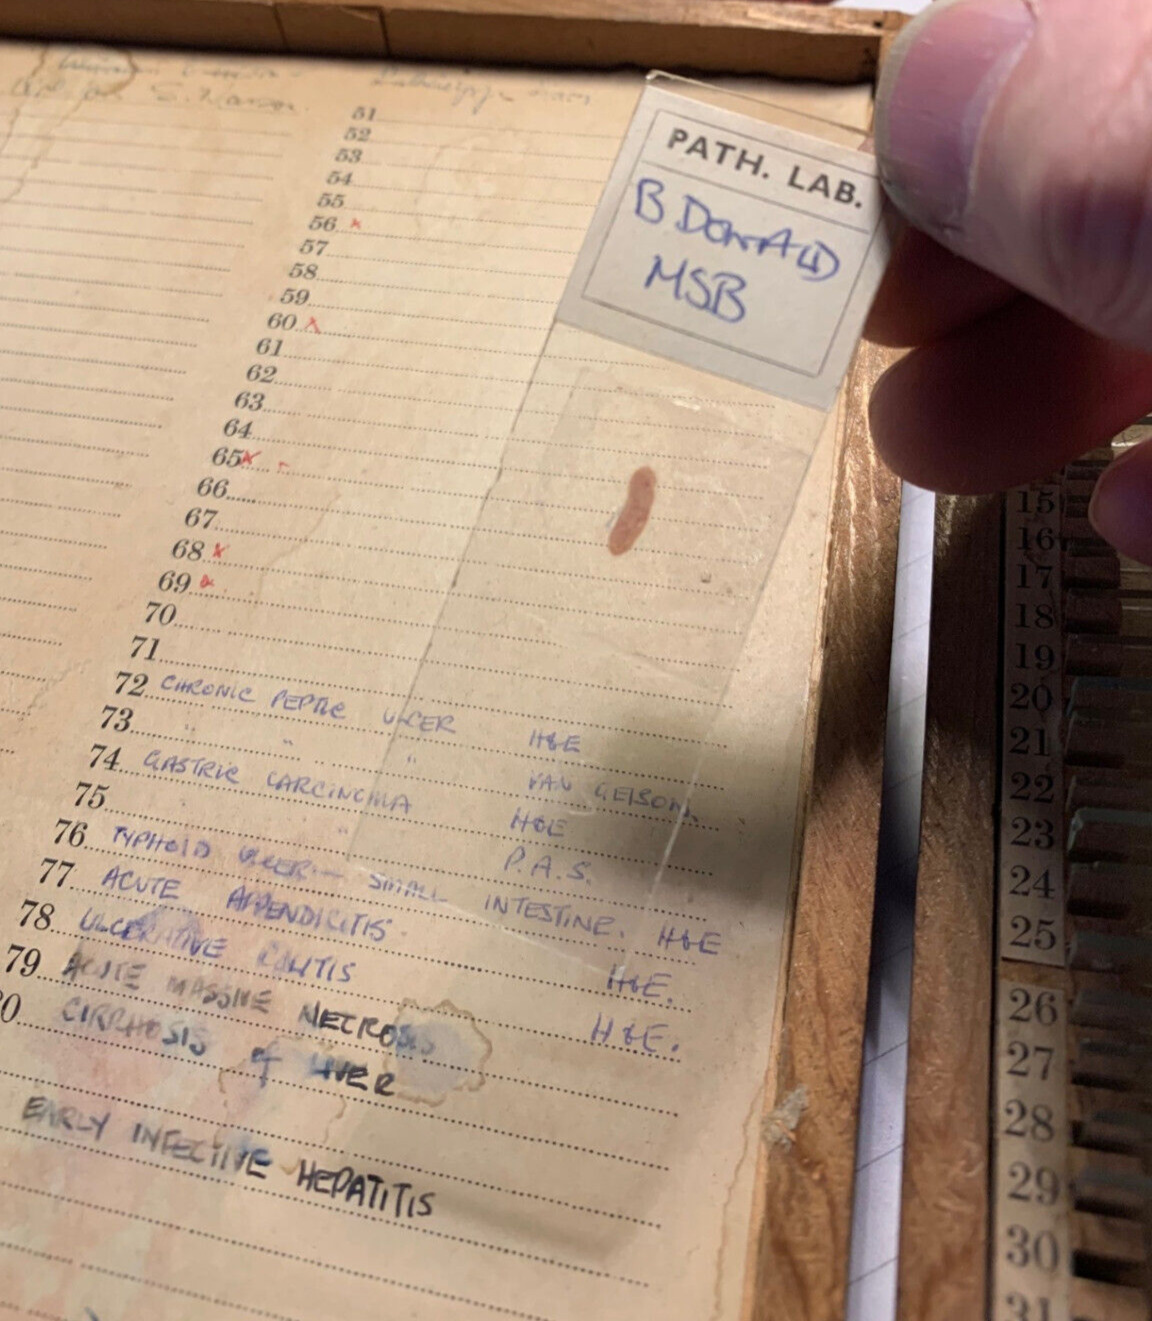 51
52
53
54
55
56 x
57
58
59
60 x
61
62
63
64
65 x
66
67
68 x
69 x
70
71
72 CHRONIC PEPTIC ULCER H&E
73 " " " VAN GEISON.
74 GASTRIC CARCINOMA H&E
75 " " P.A.S.
76 TYPHOID ULCER — SMALL INTESTINE. H&E
77 ACUTE APPENDICITIS. H&E.
78 ULCERATIVE COLITIS H&E.
79 ACUTE MASSIVE NECROSIS
80 CIRRHOSIS OF LIVER
EARLY INFECTIVE HEPATITIS
PATH. LAB.
B DONALD
MSB
15
16
17
18
19
20
21
22
23
24
25
26
27
28
29
30
31